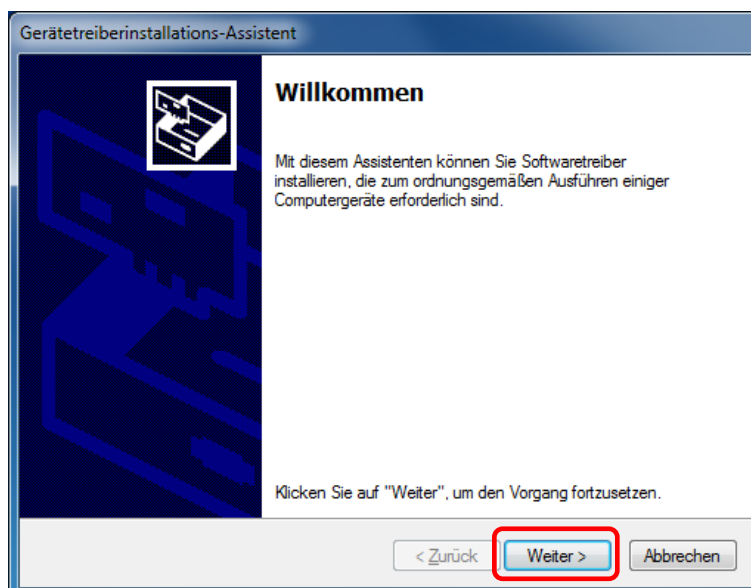 Gerätetreiberinstallations-Assistent
Willkommen
Mit diesem Assistenten können Sie Softwaretreiber
installieren, die zum ordnungsgemäßen Ausführen einiger
Computergeräte erforderlich sind.
Klicken Sie auf "Weiter", um den Vorgang fortzusetzen.
< Zurück Weiter > Abbrechen